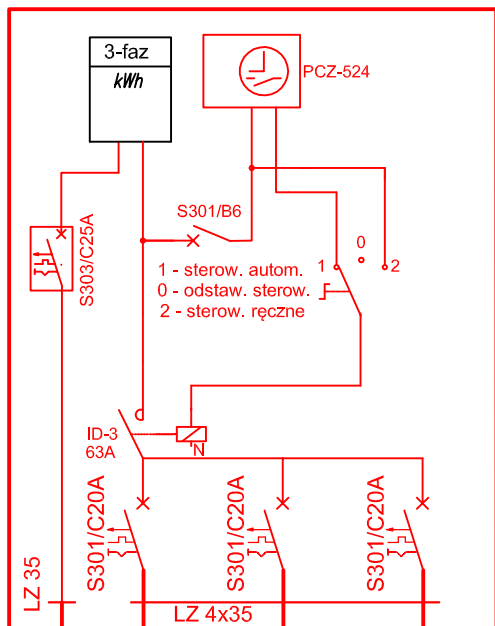 3-faz
kWh
PCZ-524
S301/B6
S303/C25A
0
1
2
1 - sterow. autom.
0 - odstaw. sterow.
2 - sterow. ręczne
ID-3
63A
N
S301/C20A
S301/C20A
S301/C20A
LZ 35
LZ 4x35